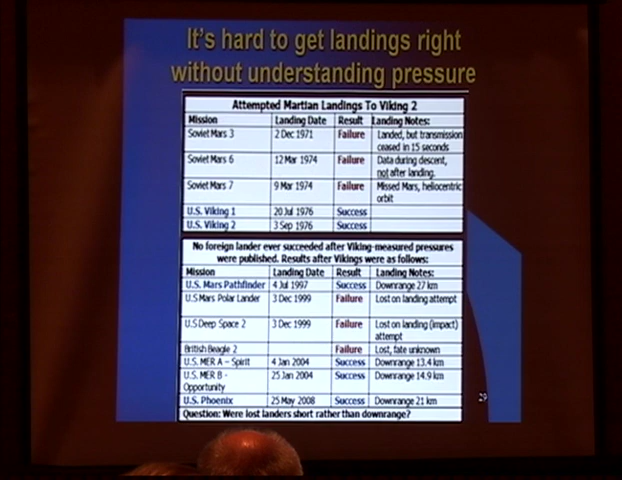 It's hard to get landings right
without understanding pressure
Attempted Martian Landings To Viking 2
Mission Landing Date Result Landing Notes:
Soviet Mars 3 2 Dec 1971 Failure Landed, but transmission
ceased in 15 seconds
Soviet Mars 6 12 Mar 1974 Failure Data during descent,
not after landing.
Soviet Mars 7 9 Mar 1974 Failure Missed Mars, heliocentric
orbit
U.S. Viking 1 20 Jul 1976 Success
U.S. Viking 2 3 Sep 1976 Success
No foreign lander ever succeeded after Viking-measured pressures
were published. Results after Vikings were as follows:
Mission Landing Date Result Landing Notes:
U.S. Mars Pathfinder 4 Jul 1997 Success Downrange 27 km
U.S Mars Polar Lander 3 Dec 1999 Failure Lost on landing attempt
U.S Deep Space 2 3 Dec 1999 Failure Lost on landing (impact)
attempt
British Beagle 2 Failure Lost, fate unknown
U.S. MER A - Spirit 4 Jan 2004 Success Downrange 13.4 km
U.S. MER B - 25 Jan 2004 Success Downrange 14.9 km
Opportunity
U.S. Phoenix 25 May 2008 Success Downrange 21 km
Question: Were lost landers short rather than downrange?
29